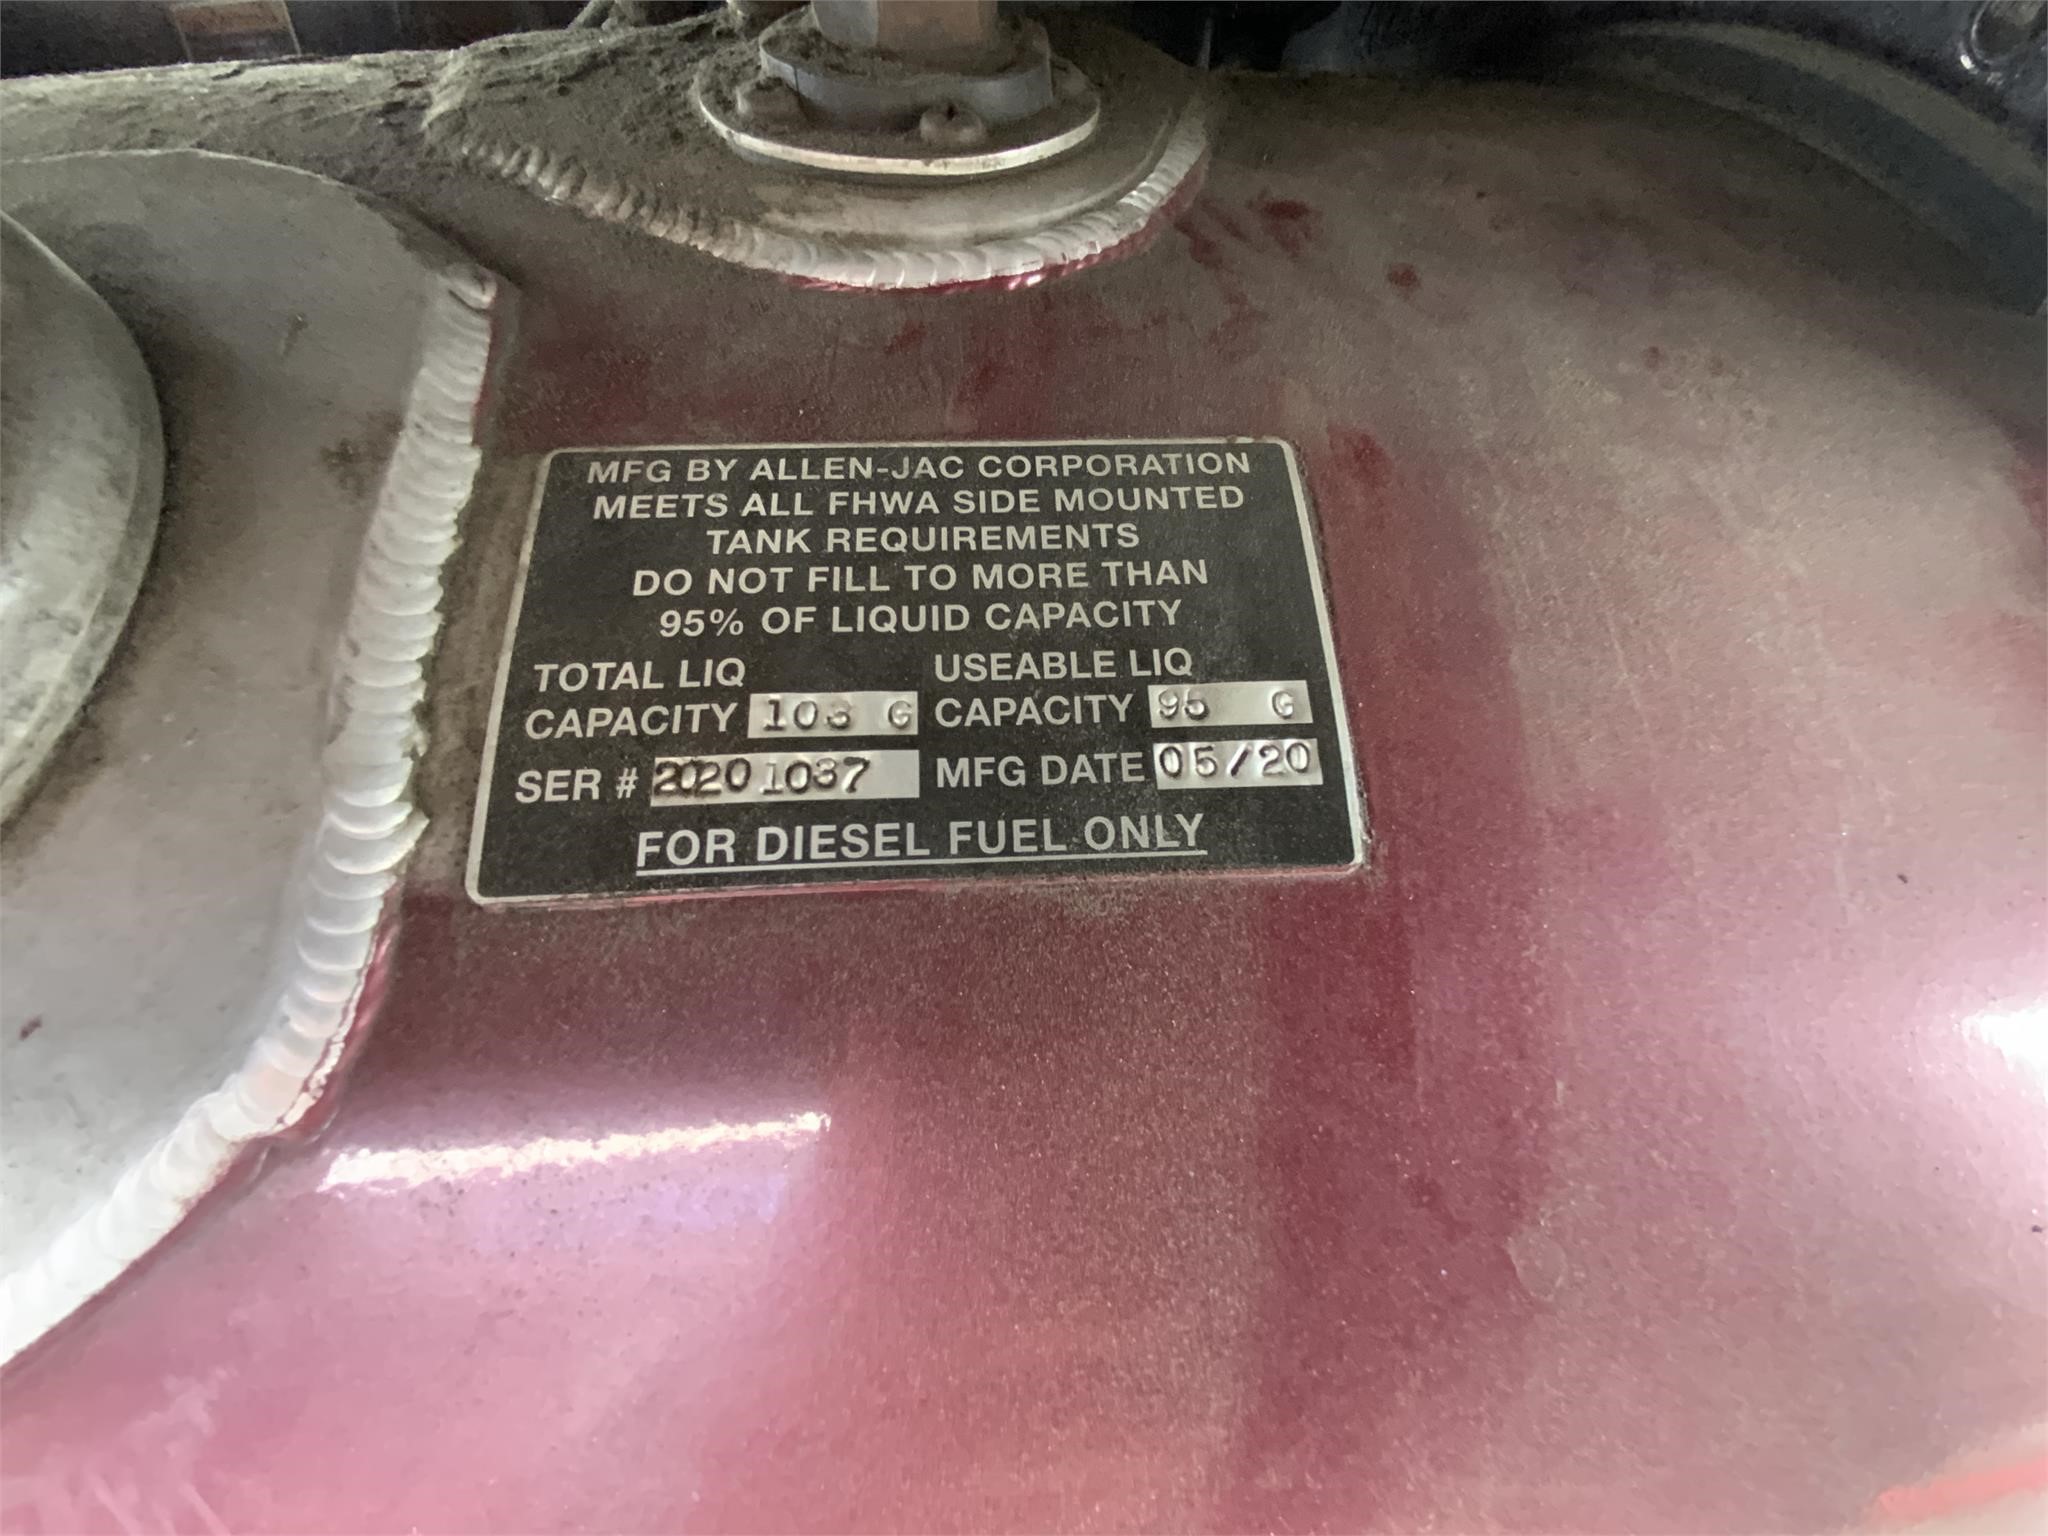 MFG BY ALLEN-JAC CORPORATION
MEETS ALL FHWA SIDE MOUNTED
TANK REQUIREMENTS
DO NOT FILL TO MORE THAN
95% OF LIQUID CAPACITY
TOTAL LIQ CAPACITY G
USEABLE LIQ CAPACITY 95 G
SER # 20201037
MFG DATE 05/20
FOR DIESEL FUEL ONLY